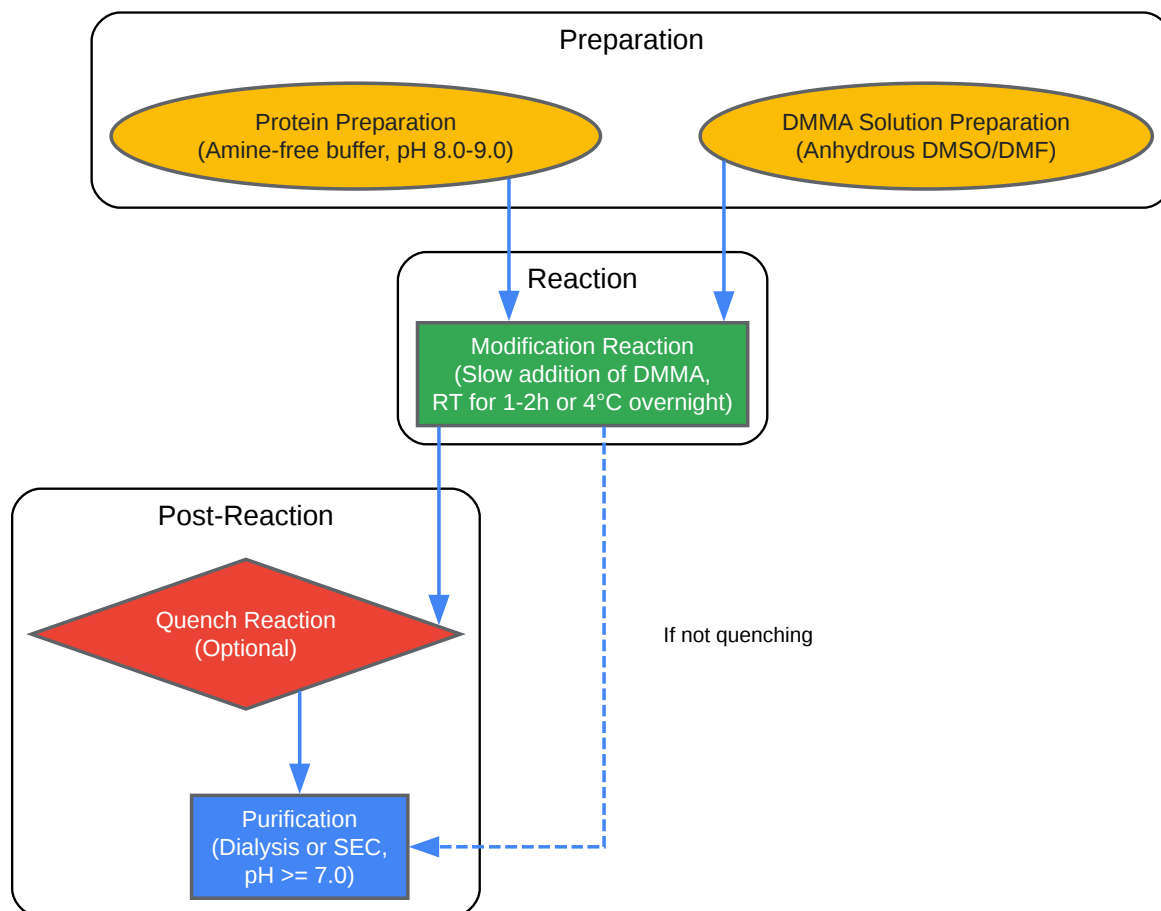 Preparation
Protein Preparation
(Amine-free buffer, pH 8.0-9.0)
DMMA Solution Preparation
(Anhydrous DMSO/DMF)
Reaction
Modification Reaction
(Slow addition of DMMA,
RT for 1-2h or 4°C overnight)
Post-Reaction
Quench Reaction
(Optional)
If not quenching
Purification
(Dialysis or SEC,
pH >= 7.0)